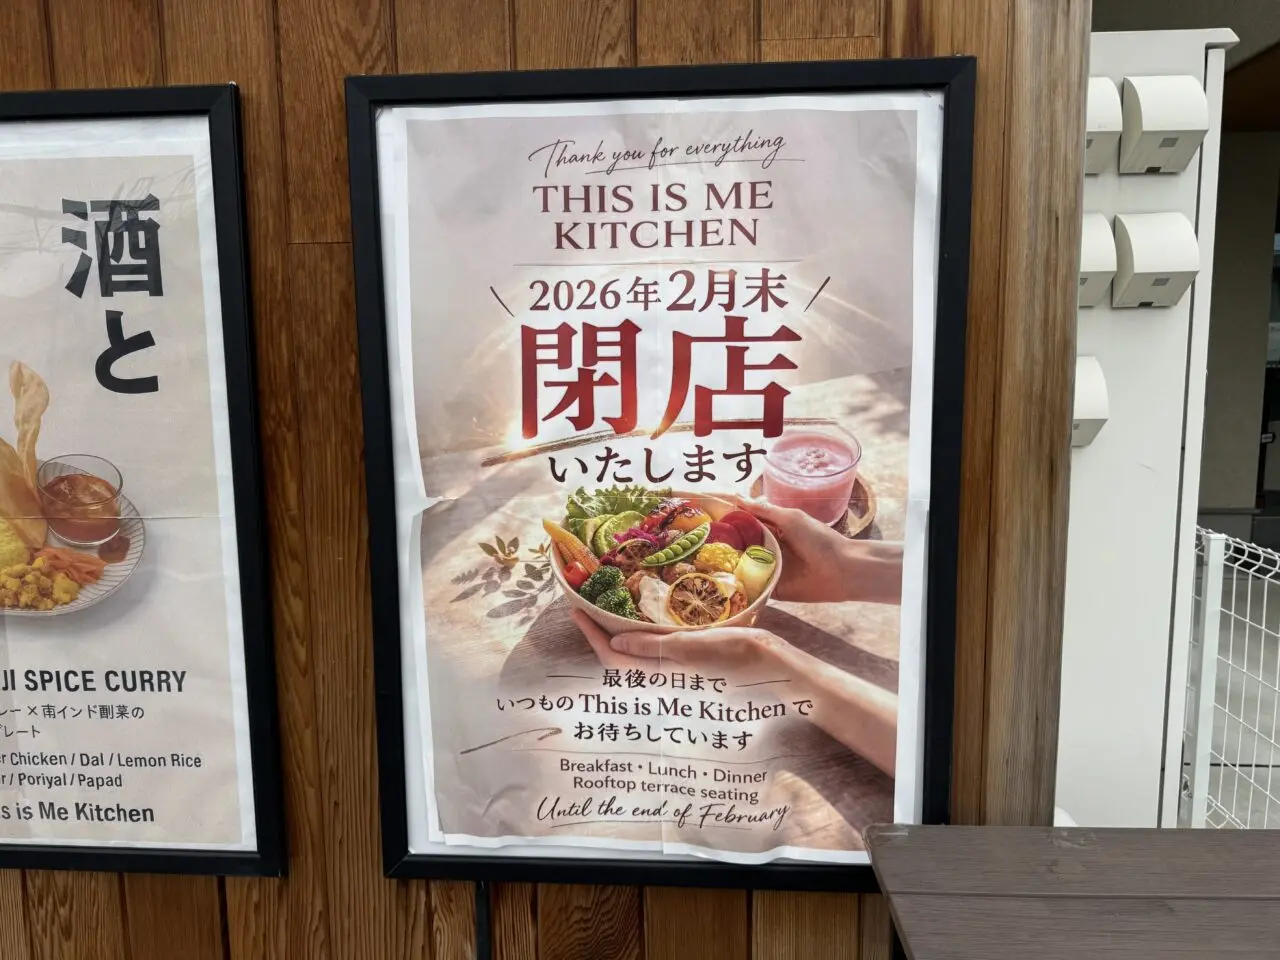 酒
と
JI SPICE CURRY
レー × 南インド副菜の
プレート
r Chicken / Dal / Lemon Rice
r / Poriyal / Papad
s is Me Kitchen
Thank you for everything
THIS IS ME
KITCHEN
2026年2月末
閉店
いたします
最後の日まで
いつもの This is Me Kitchen で
お待ちしています
Breakfast・Lunch・Dinner
Rooftop terrace seating
Until the end of February